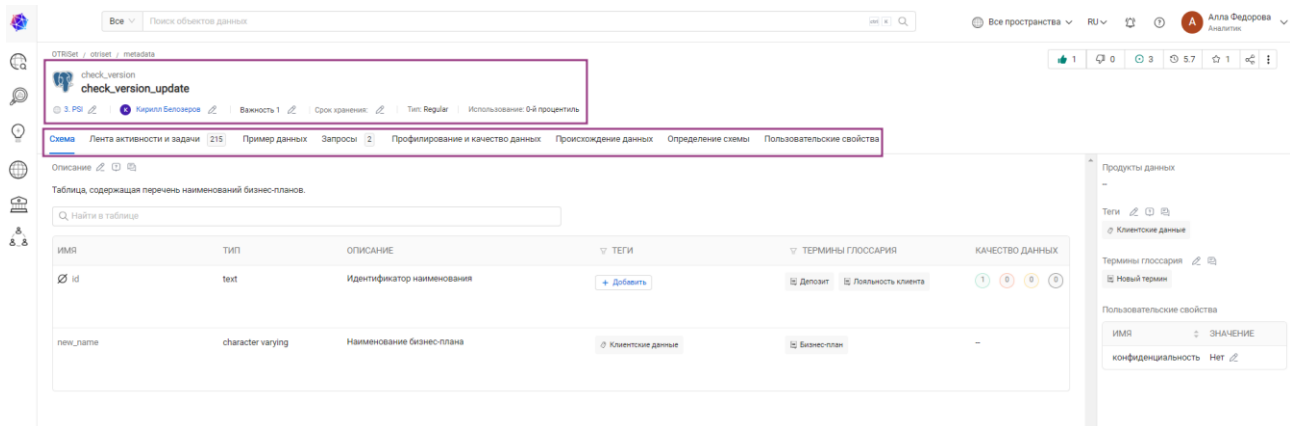 Все Поиск объектов данных Все пространства RU А Алла Федорова
Аналитик
OTRISet / otriset / metadata
1 0 3 5.7 1
check_version
check_version_update
3. PSI K Кирилл Белозеров Важность 1 Срок хранения: Тип: Regular Использование: 0-й процентиль
Схема Лента активности и задачи 215 Пример данных Запросы 2 Профилирование и качество данных Происхождение данных Определение схемы Пользовательские свойства
Описание
Таблица, содержащая перечень наименований бизнес-планов.
Найти в таблице
ИМЯ ТИП ОПИСАНИЕ ТЕГИ ТЕРМИНЫ ГЛОССАРИЯ КАЧЕСТВО ДАННЫХ
id text Идентификатор наименования + Добавить Депозит Лояльность клиента 1 0 0 0
new_name character varying Наименование бизнес-плана Клиентские данные Бизнес-план –
Продукты данных
–
Теги
Клиентские данные
Термины глоссария
Новый термин
Пользовательские свойства
ИМЯ ЗНАЧЕНИЕ
конфиденциальность Нет